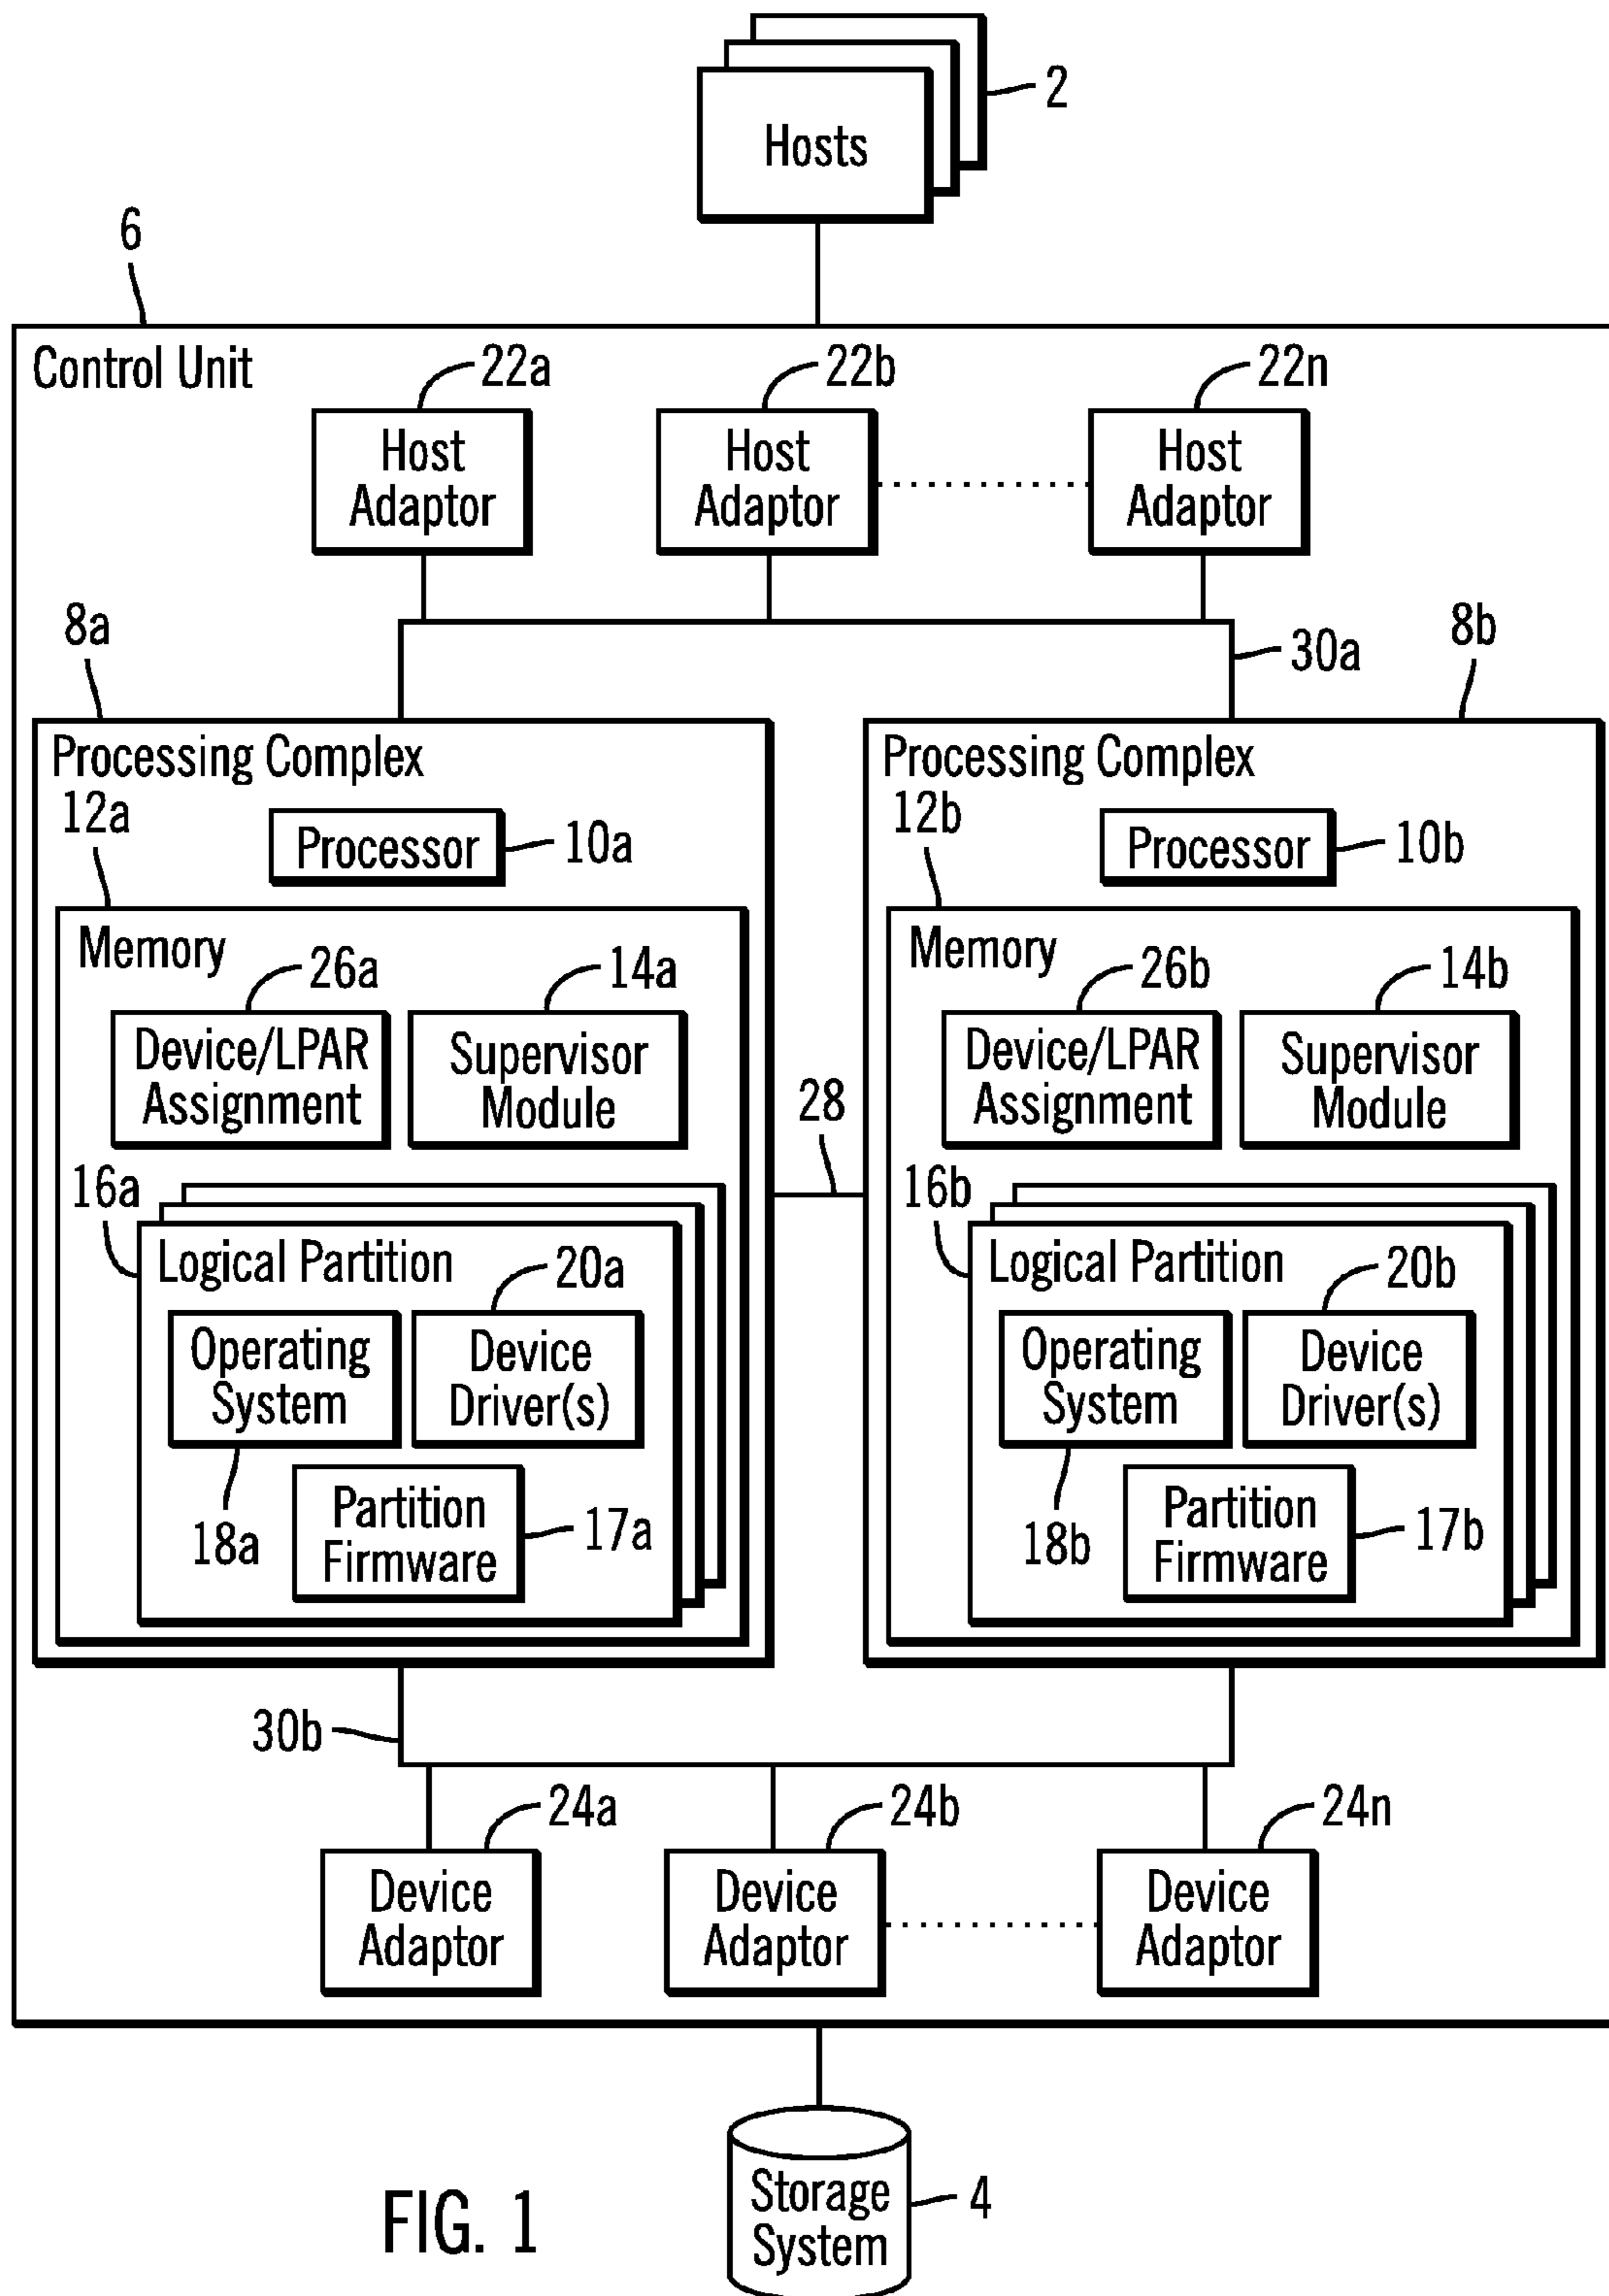 2
Hosts
6
Control Unit
22a
22b
22n
Host
Adaptor
Host
Adaptor
Host
Adaptor
8a
8b
30a
Processing Complex
12a
Processor
10a
Memory
26a
14a
Device/LPAR
Assignment
Supervisor
Module
16a
Logical Partition
20a
Operating
System
Device
Driver(s)
18a
Partition
Firmware
17a
28
Processing Complex
12b
Processor
10b
Memory
26b
14b
Device/LPAR
Assignment
Supervisor
Module
16b
Logical Partition
20b
Operating
System
Device
Driver(s)
18b
Partition
Firmware
17b
30b
24a
24b
24n
Device
Adaptor
Device
Adaptor
Device
Adaptor
Storage
System
4
FIG. 1